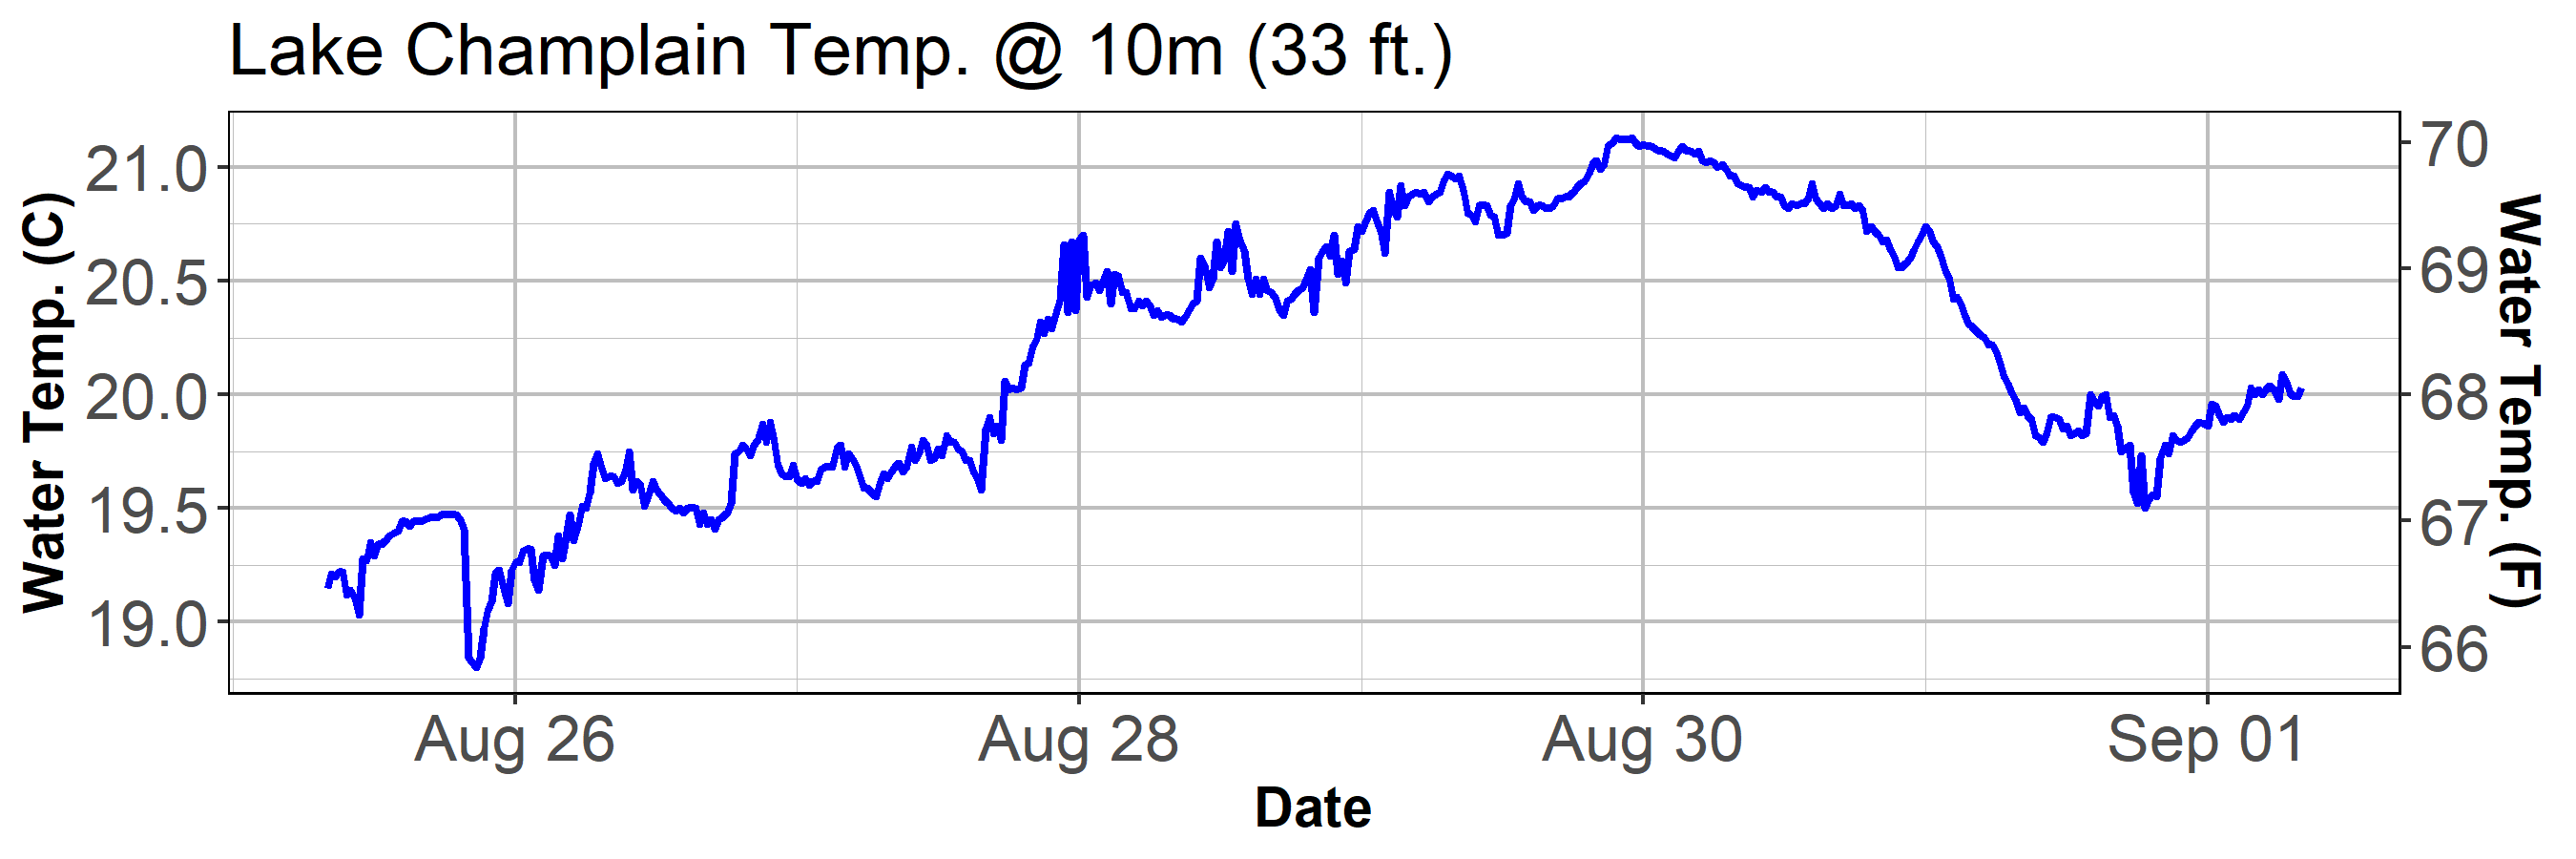 Lake Champlain Temp. @ 10m (33 ft.)
Water Temp. (C)
21.0
20.5
20.0
19.5
19.0
70
69
68
67
66
Water Temp. (F)
Aug 26
Aug 28
Aug 30
Sep 01
Date